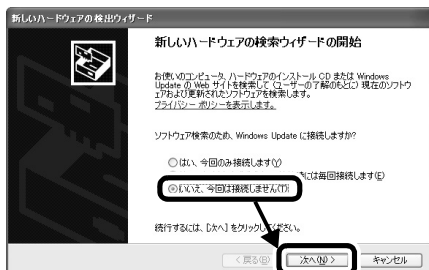 新しいハードウェアの検出ウィザード
新しいハードウェアの検索ウィザードの開始
お使いのコンピュータ、ハードウェアのインストール CD または Windows
Update の Web サイトを検索して (ユーザーの了解のもとに) 現在のソフトウ
ェアおよび更新されたソフトウェアを検索します。
プライバシー ポリシーを表示します。
ソフトウェア検索のため、Windows Update に接続しますか?
はい、今回のみ接続します(Y)
には毎回接続します(E)
いいえ、今回は接続しません(T)
続行するには、[次へ] をクリックしてください。
< 戻る(B)
次へ(N) >
キャンセル